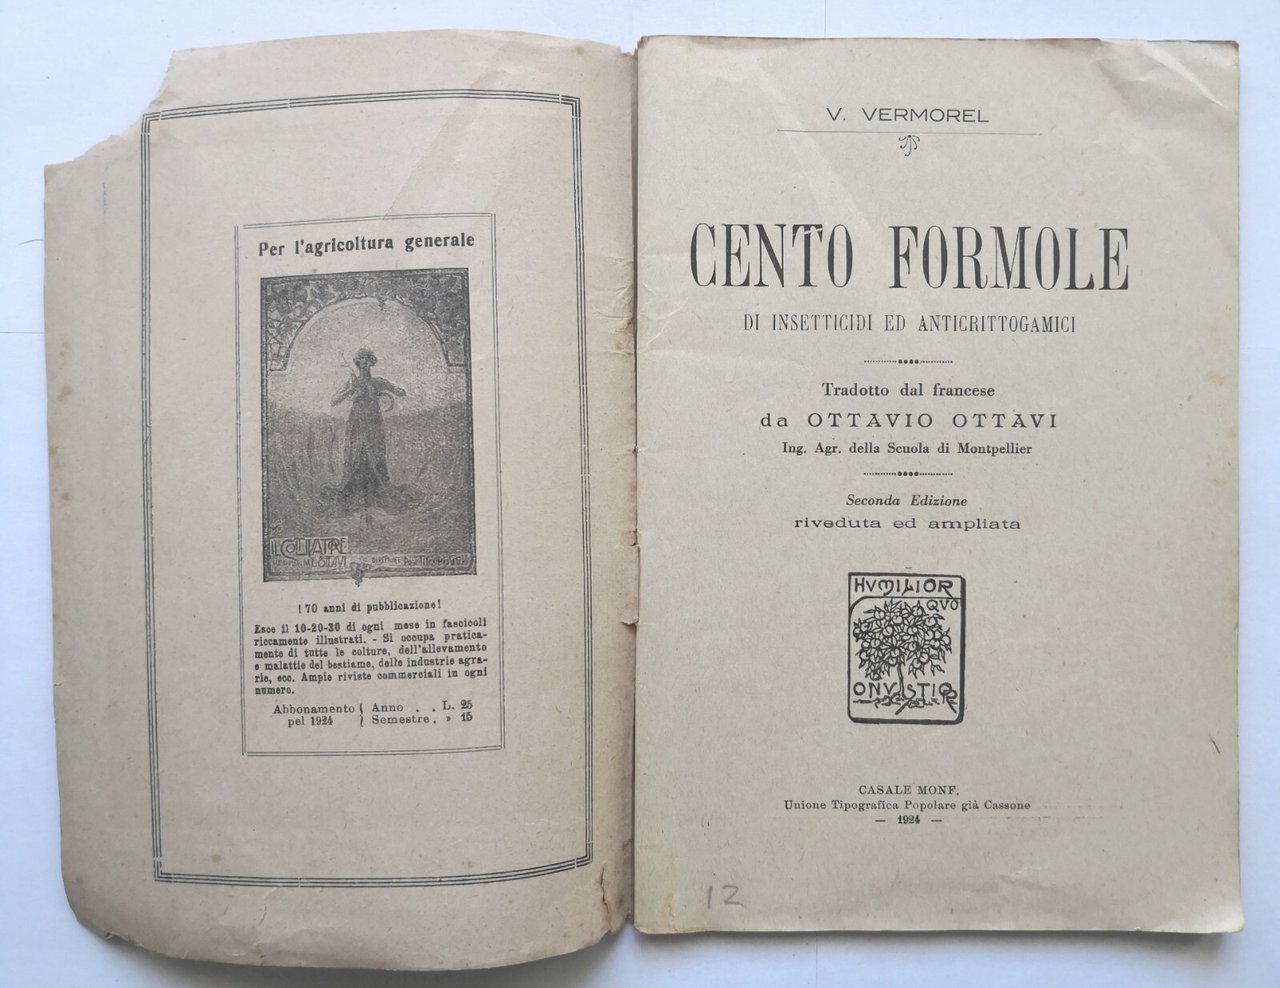 Per l'agricoltura generale
IL COLTIVATORE
! 70 anni di pubblicazione!
Esce il 10-20-30 di ogni mese in fascicoli
riccamente illustrati. - Si occupa pratica-
mente di tutte le colture, dell'allevamento
e malattie del bestiame, delle industrie agra-
rie, ecc. Ampie riviste commerciali in ogni
numero.
Abbonamento { Anno . . L. 25
pel 1924 { Semestre . » 15
V. VERMOREL
CENTO FORMOLE
DI INSETTICIDI ED ANTICRITTOGAMICI
Tradotto dal francese
da OTTAVIO OTTAVI
Ing. Agr. della Scuola di Montpellier
Seconda Edizione
riveduta ed ampliata
HVMILIOR
QVO
ONVSTIOR
CASALE MONF.
Unione Tipografica Popolare già Cassone
— 1924 —
12